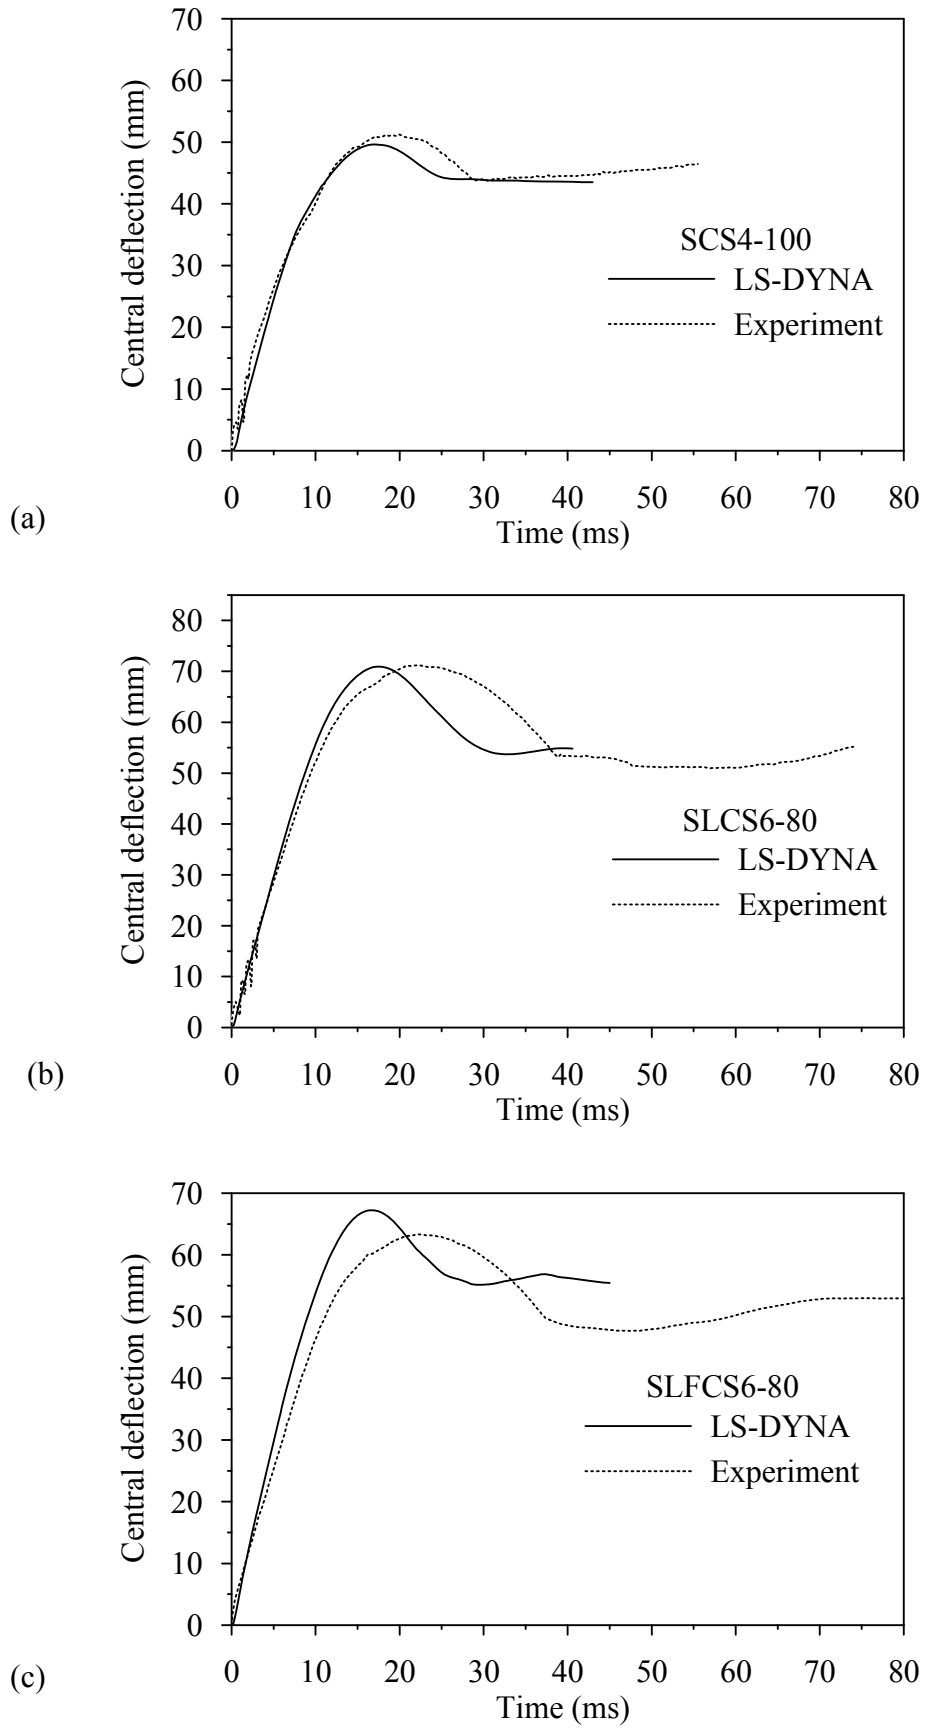 70
60
50
40
30
20
10
0
Central deflection (mm)
SCS4-100
LS-DYNA
Experiment
0 10 20 30 40 50 60 70 80
Time (ms)
(a)
80
70
60
50
40
30
20
10
0
Central deflection (mm)
SLCS6-80
LS-DYNA
Experiment
0 10 20 30 40 50 60 70 80
Time (ms)
(b)
70
60
50
40
30
20
10
0
Central deflection (mm)
SLFCS6-80
LS-DYNA
Experiment
0 10 20 30 40 50 60 70 80
Time (ms)
(c)